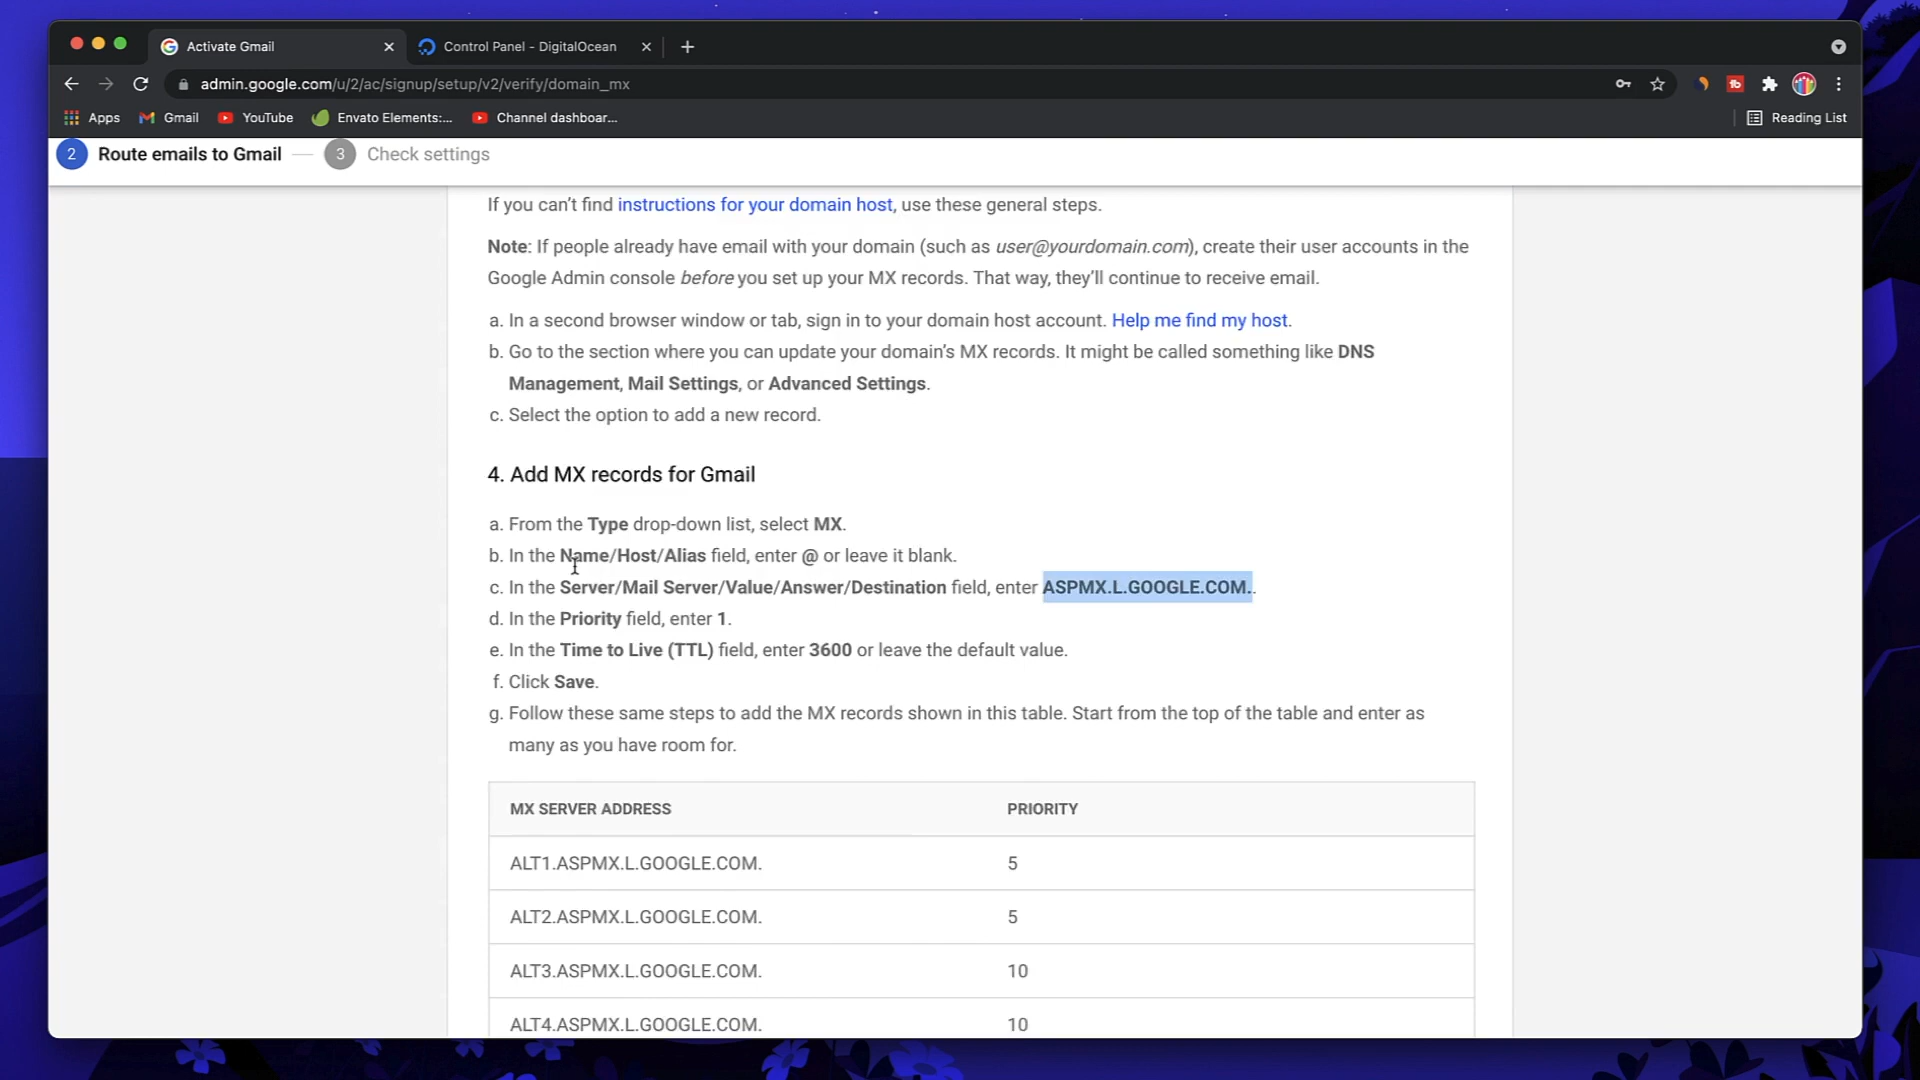 Activate Gmail
Control Panel - DigitalOcean
admin.google.com/u/2/ac/signup/setup/v2/verify/domain_mx
Apps Gmail YouTube Envato Elements:... Channel dashboar... Reading List
2 Route emails to Gmail — 3 Check settings
If you can’t find instructions for your domain host, use these general steps.
Note: If people already have email with your domain (such as user@yourdomain.com), create their user accounts in the
Google Admin console before you set up your MX records. That way, they’ll continue to receive email.
a. In a second browser window or tab, sign in to your domain host account. Help me find my host.
b. Go to the section where you can update your domain’s MX records. It might be called something like DNS
Management, Mail Settings, or Advanced Settings.
c. Select the option to add a new record.
4. Add MX records for Gmail
a. From the Type drop-down list, select MX.
b. In the Name/Host/Alias field, enter @ or leave it blank.
c. In the Server/Mail Server/Value/Answer/Destination field, enter ASPMX.L.GOOGLE.COM..
d. In the Priority field, enter 1.
e. In the Time to Live (TTL) field, enter 3600 or leave the default value.
f. Click Save.
g. Follow these same steps to add the MX records shown in this table. Start from the top of the table and enter as
many as you have room for.
MX SERVER ADDRESS PRIORITY
ALT1.ASPMX.L.GOOGLE.COM. 5
ALT2.ASPMX.L.GOOGLE.COM. 5
ALT3.ASPMX.L.GOOGLE.COM. 10
ALT4.ASPMX.L.GOOGLE.COM. 10